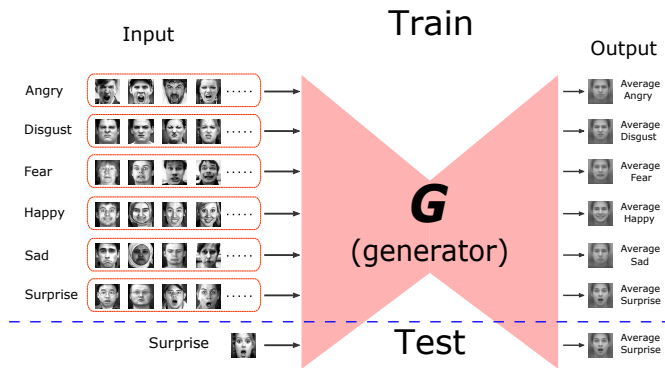 Train
Input
Output
Angry
.....
Average
Angry
Disgust
.....
Average
Disgust
Fear
.....
Average
Fear
G
(generator)
Happy
.....
Average
Happy
Sad
.....
Average
Sad
Surprise
.....
Average
Surprise
Test
Surprise
Average
Surprise